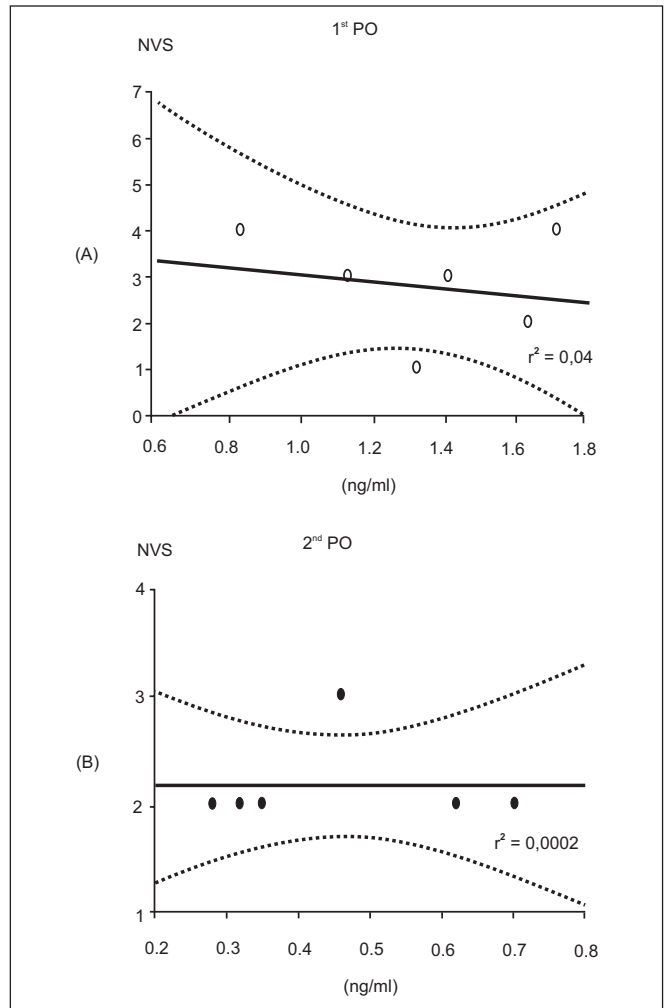 1st PO
NVS
7
6
5
4
(A)
3
2
r² = 0,04
1
0
0.6 0.8 1.0 1.2 1.4 1.6 1.8
(ng/ml)
2nd PO
NVS
4
3
(B)
2
r² = 0,0002
1
0.2 0.3 0.4 0.5 0.6 0.7 0.8
(ng/ml)